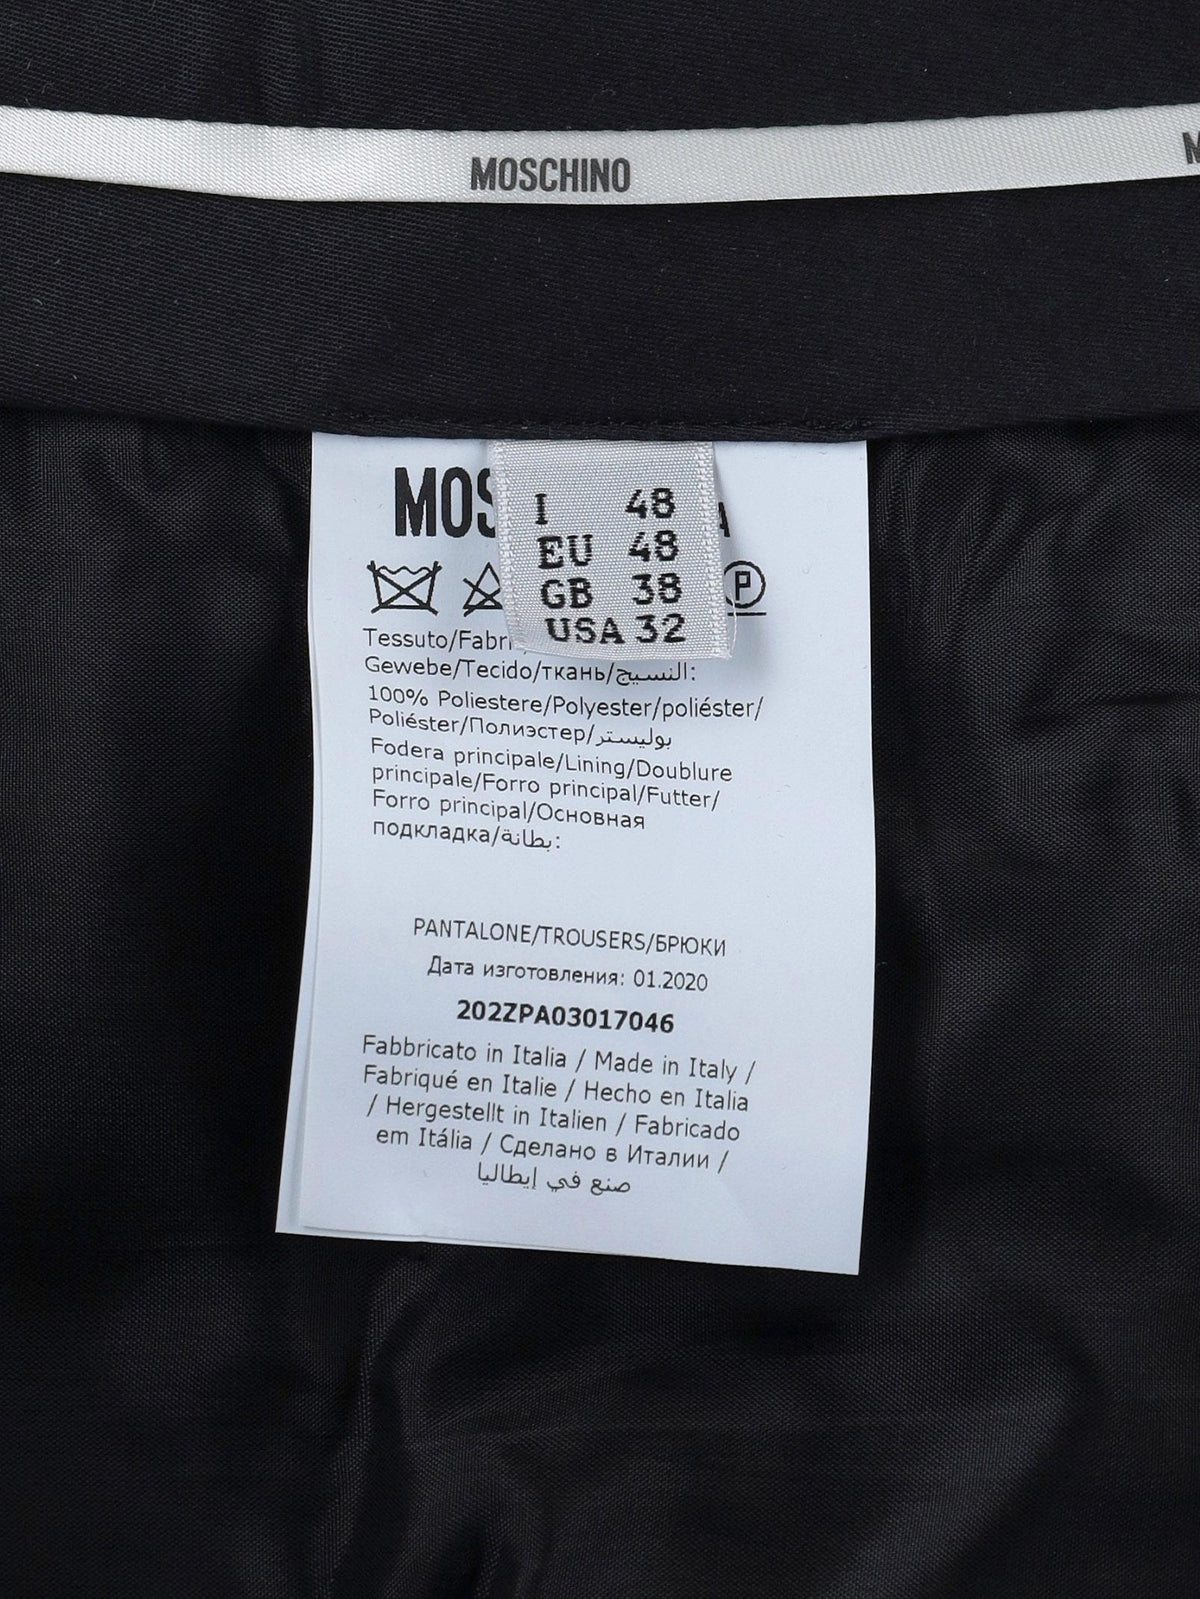 MOSCHINO
I 48
EU 48
GB 38
USA 32
P
Gewebe/Tecido/ткань/النسيج:
100% Poliestere/Polyester/poliéster/
Poliéster/Полиэстер/بوليستر
Fodera principale/Lining/Doublure
principale/Forro principal/Futter/
Forro principal/Основная
подкладка/بطانة:
PANTALONE/TROUSERS/БРЮКИ
Дата изготовления: 01.2020
202ZPA03017046
Fabbricato in Italia / Made in Italy /
Fabriqué en Italie / Hecho en Italia
/ Hergestellt in Italien / Fabricado
em Itália / Сделано в Италии /
صنع في إيطاليا